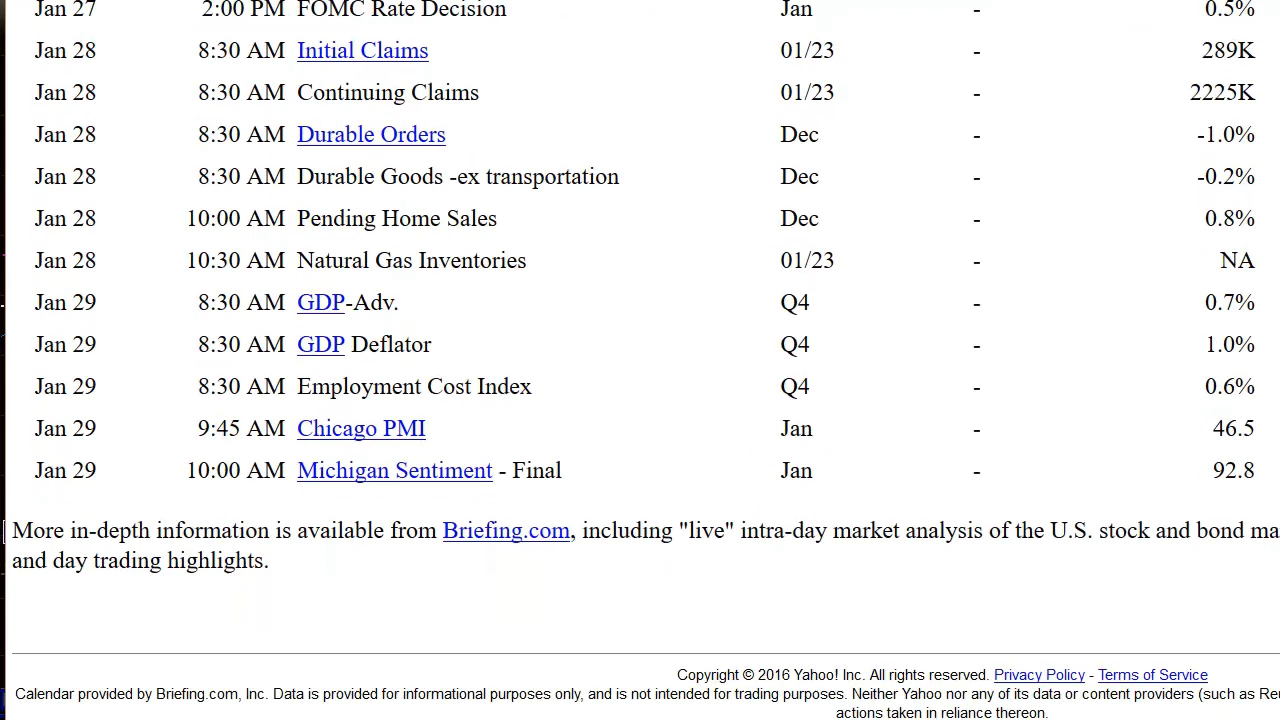 Jan 27 2:00 PM FOMC Rate Decision Jan - 0.5%
Jan 28 8:30 AM Initial Claims 01/23 - 289K
Jan 28 8:30 AM Continuing Claims 01/23 - 2225K
Jan 28 8:30 AM Durable Orders Dec - -1.0%
Jan 28 8:30 AM Durable Goods -ex transportation Dec - -0.2%
Jan 28 10:00 AM Pending Home Sales Dec - 0.8%
Jan 28 10:30 AM Natural Gas Inventories 01/23 - NA
Jan 29 8:30 AM GDP-Adv. Q4 - 0.7%
Jan 29 8:30 AM GDP Deflator Q4 - 1.0%
Jan 29 8:30 AM Employment Cost Index Q4 - 0.6%
Jan 29 9:45 AM Chicago PMI Jan - 46.5
Jan 29 10:00 AM Michigan Sentiment - Final Jan - 92.8
More in-depth information is available from Briefing.com, including "live" intra-day market analysis of the U.S. stock and bond ma
and day trading highlights.
Copyright © 2016 Yahoo! Inc. All rights reserved. Privacy Policy - Terms of Service
Calendar provided by Briefing.com, Inc. Data is provided for informational purposes only, and is not intended for trading purposes. Neither Yahoo nor any of its data or content providers (such as Reu
actions taken in reliance thereon.